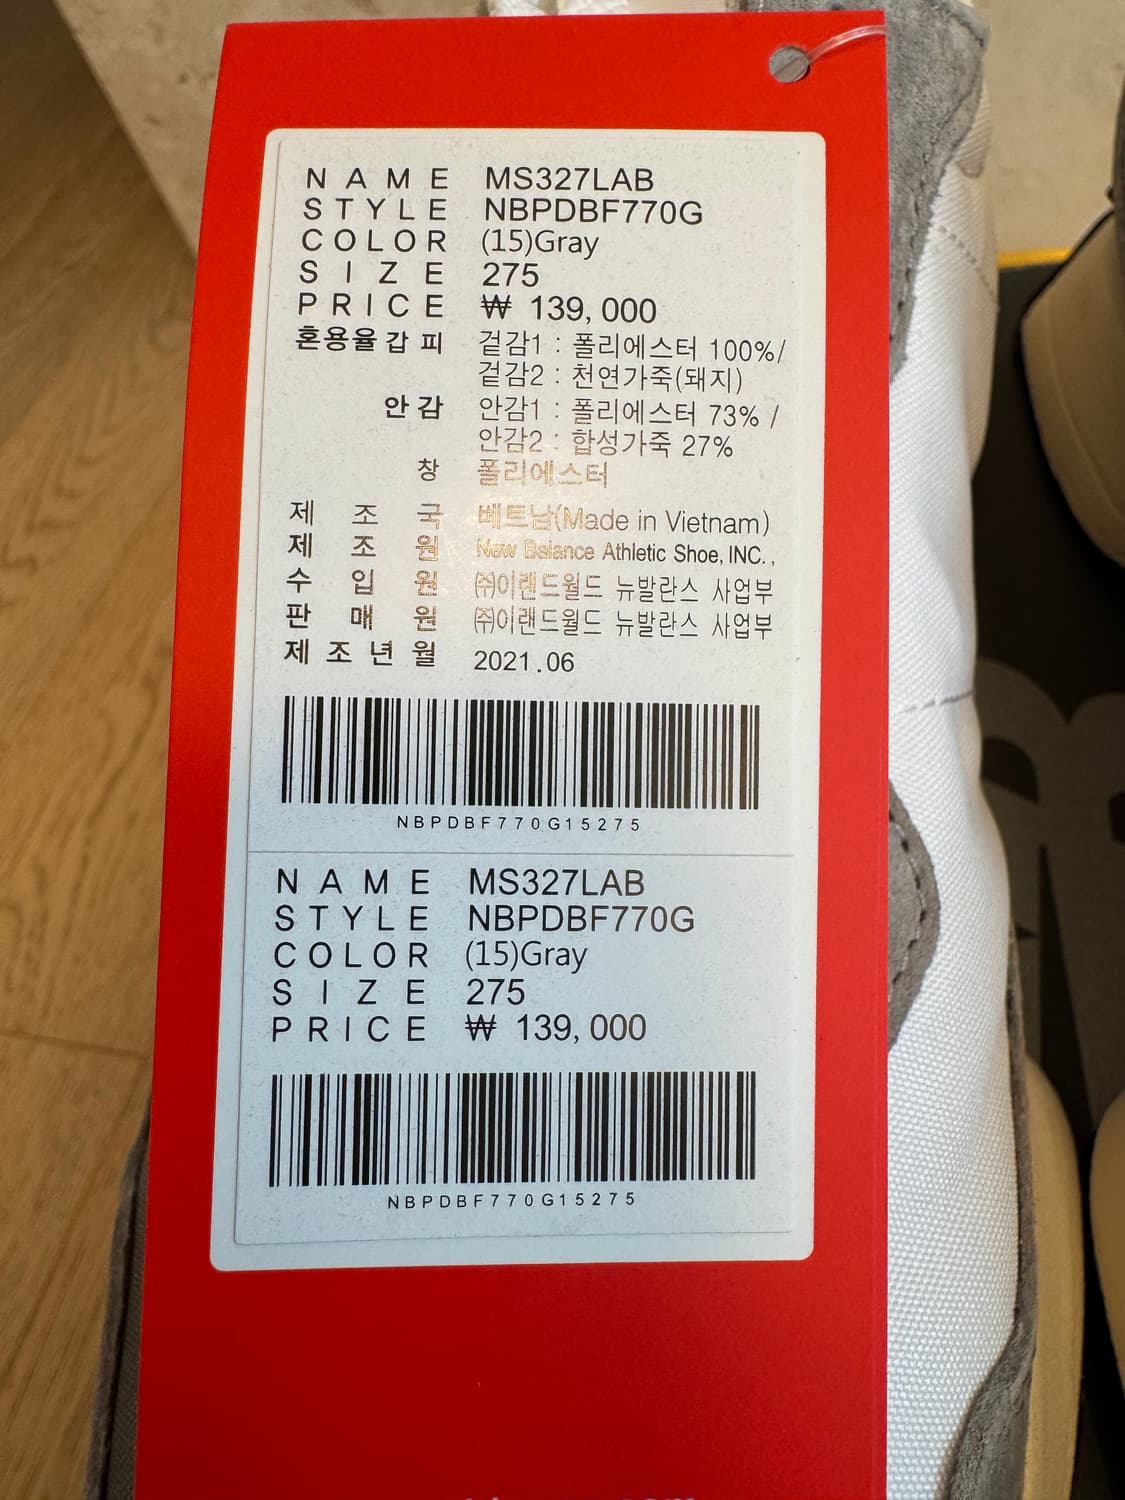 NAME MS327LAB
STYLE NBPDBF770G
COLOR (15)Gray
SIZE 275
PRICE ₩ 139,000
혼용율갑피 겉감1 : 폴리에스터 100%/
겉감2 : 천연가죽(돼지)
안감 안감1 : 폴리에스터 73% /
안감2 : 합성가죽 27%
창 폴리에스터
제조국 베트남(Made in Vietnam)
제조원 New Balance Athletic Shoe, INC.,
수입원 ㈜이랜드월드 뉴발란스 사업부
판매원 ㈜이랜드월드 뉴발란스 사업부
제조년월 2021.06
NBPDBF770G15275
NAME MS327LAB
STYLE NBPDBF770G
COLOR (15)Gray
SIZE 275
PRICE ₩ 139,000
NBPDBF770G15275